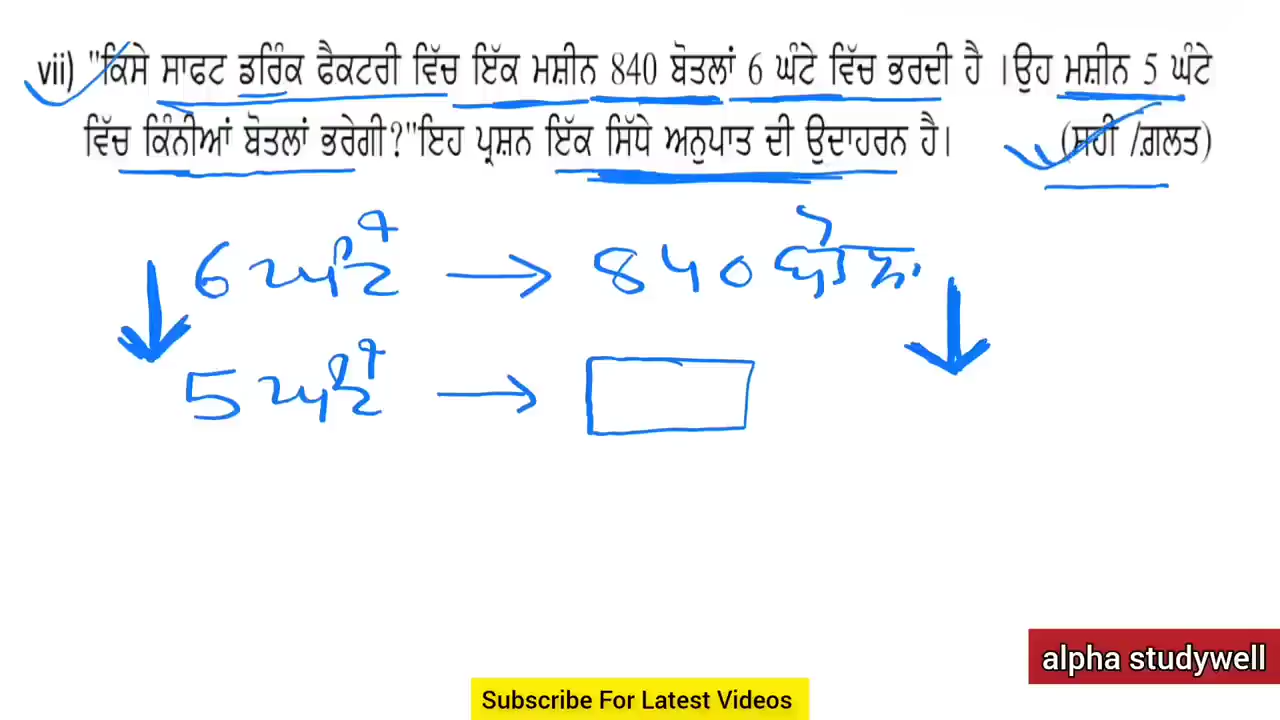 vii) "ਕਿਸੇ ਸਾਫਟ ਡਰਿੰਕ ਫੈਕਟਰੀ ਵਿੱਚ ਇੱਕ ਮਸ਼ੀਨ 840 ਬੋਤਲਾਂ 6 ਘੰਟੇ ਵਿੱਚ ਭਰਦੀ ਹੈ ।ਉਹ ਮਸ਼ੀਨ 5 ਘੰਟੇ
ਵਿੱਚ ਕਿੰਨੀਆਂ ਬੋਤਲਾਂ ਭਰੇਗੀ?"ਇਹ ਪ੍ਰਸ਼ਨ ਇੱਕ ਸਿੱਧੇ ਅਨੁਪਾਤ ਦੀ ਉਦਾਹਰਨ ਹੈ। (ਸਹੀ /ਗ਼ਲਤ)
6 ਘੰਟੇ → 840
5 ਘੰਟੇ →
alpha studywell
Subscribe For Latest Videos